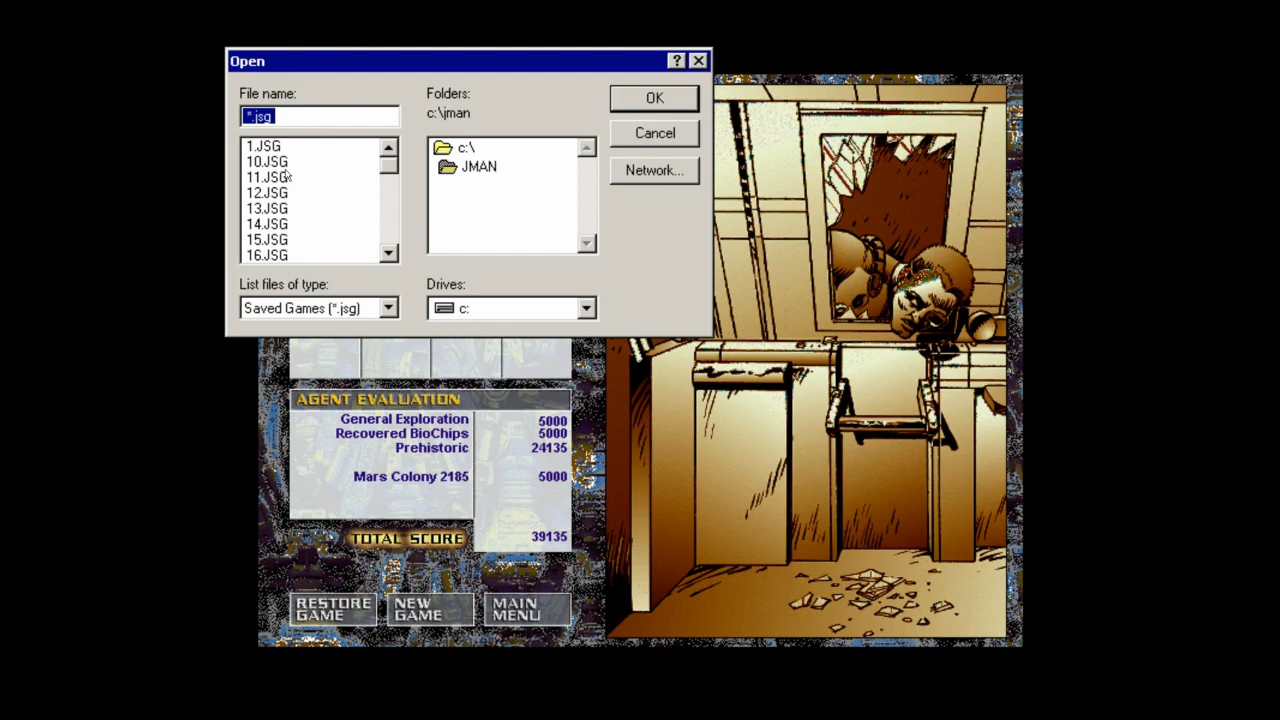 Open
File name:
*.jsg
1.JSG
10.JSG
11.JSG
12.JSG
13.JSG
14.JSG
15.JSG
16.JSG
List files of type:
Saved Games (*.jsg)
Folders:
c:\jman
c:\
JMAN
Drives:
c:
OK
Cancel
Network...
AGENT EVALUATION
General Exploration 5000
Recovered BioChips 5000
Prehistoric 24135
Mars Colony 2185 5000
TOTAL SCORE 39135
RESTORE
GAME
NEW
GAME
MAIN
MENU